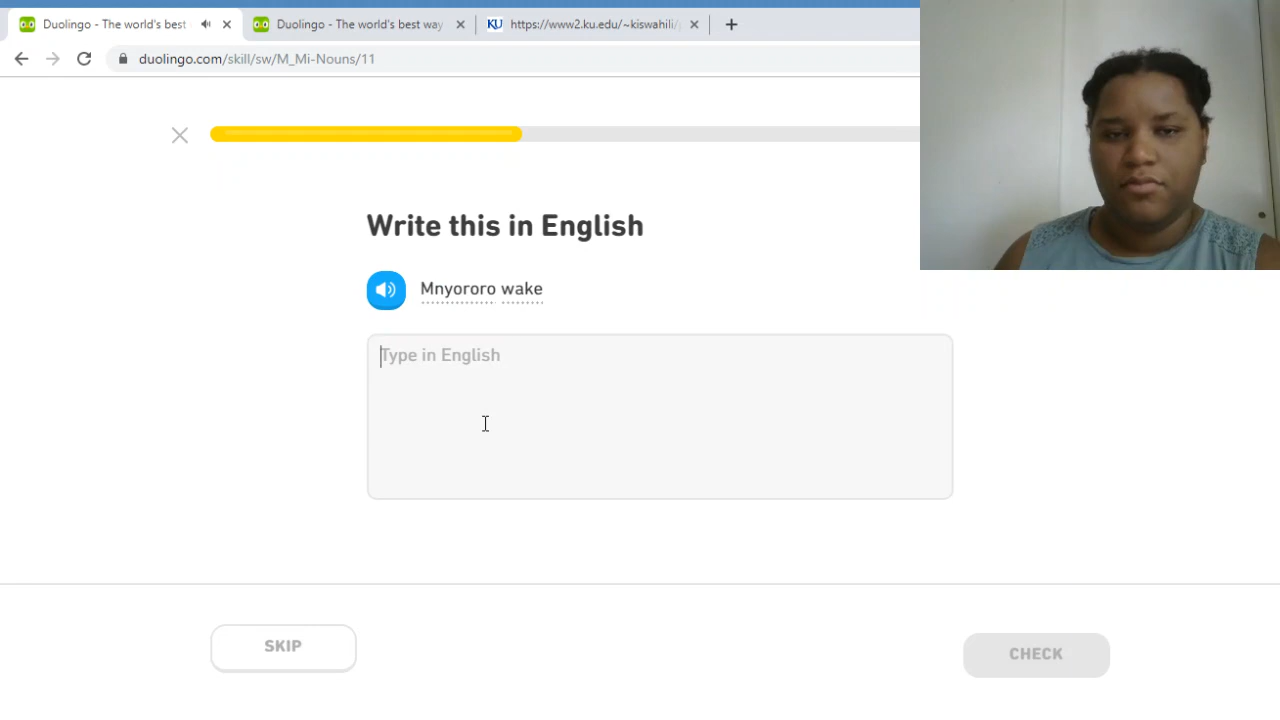 Duolingo - The world's best
Duolingo - The world's best way
KU https://www2.ku.edu/~kiswahili/
duolingo.com/skill/sw/M_Mi-Nouns/11
Write this in English
Mnyororo wake
Type in English
SKIP
CHECK